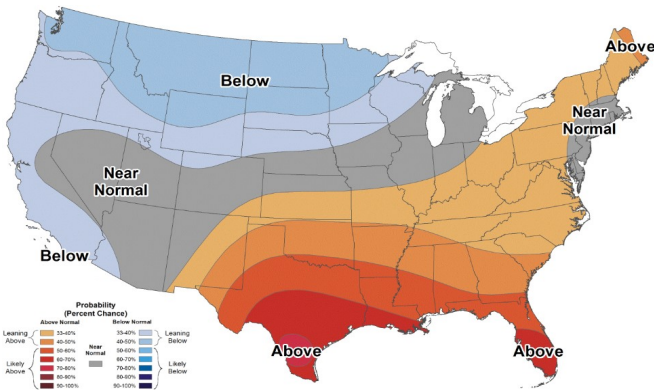 Above
Below
Near
Normal
Near
Normal
Below
Above
Above
Probability
(Percent Chance)
Above Normal
Below Normal
Leaning
Above
33-40%
40-50%
Likely
Above
50-60%
60-70%
70-80%
80-90%
90-100%
Near
Normal
33-40%
40-50%
Leaning
Below
50-60%
60-70%
70-80%
80-90%
90-100%
Likely
Below